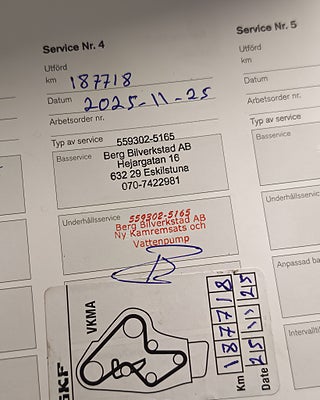 Service Nr. 4
Utförd
km 187718
Datum 2025-11-25
Arbetsorder nr.
Typ av service
Basservice
559302-5165
Berg Bilverkstad AB
Hejargatan 16
632 29 Eskilstuna
070-7422981
Underhållsservice
559302-5165
Berg Bilverkstad AB
Ny Kamremsats och
Vattenpump
SKF
VKMA
Km 187718
Date 25 11 25
Service Nr. 5
Utförd
km
Datum
Arbetsorder nr.
Typ av service
Basservice
Underhållsservic
Anpassad ba
Intervalltö